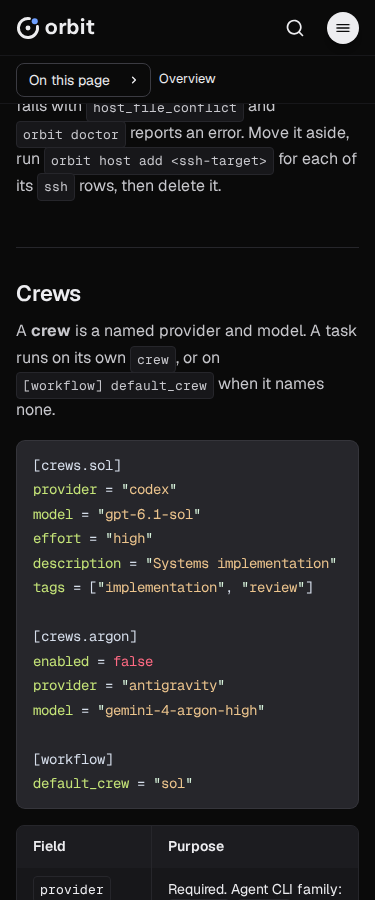 orbit
On this page
Overview
fails with host_file_conflict and
orbit doctor reports an error. Move it aside,
run orbit host add <ssh-target> for each of
its ssh rows, then delete it.
Crews
A crew is a named provider and model. A task
runs on its own crew, or on
[workflow] default_crew when it names
none.
[crews.sol]
provider = "codex"
model = "gpt-6.1-sol"
effort = "high"
description = "Systems implementation"
tags = ["implementation", "review"]
[crews.argon]
enabled = false
provider = "antigravity"
model = "gemini-4-argon-high"
[workflow]
default_crew = "sol"
Field Purpose
provider Required. Agent CLI family: